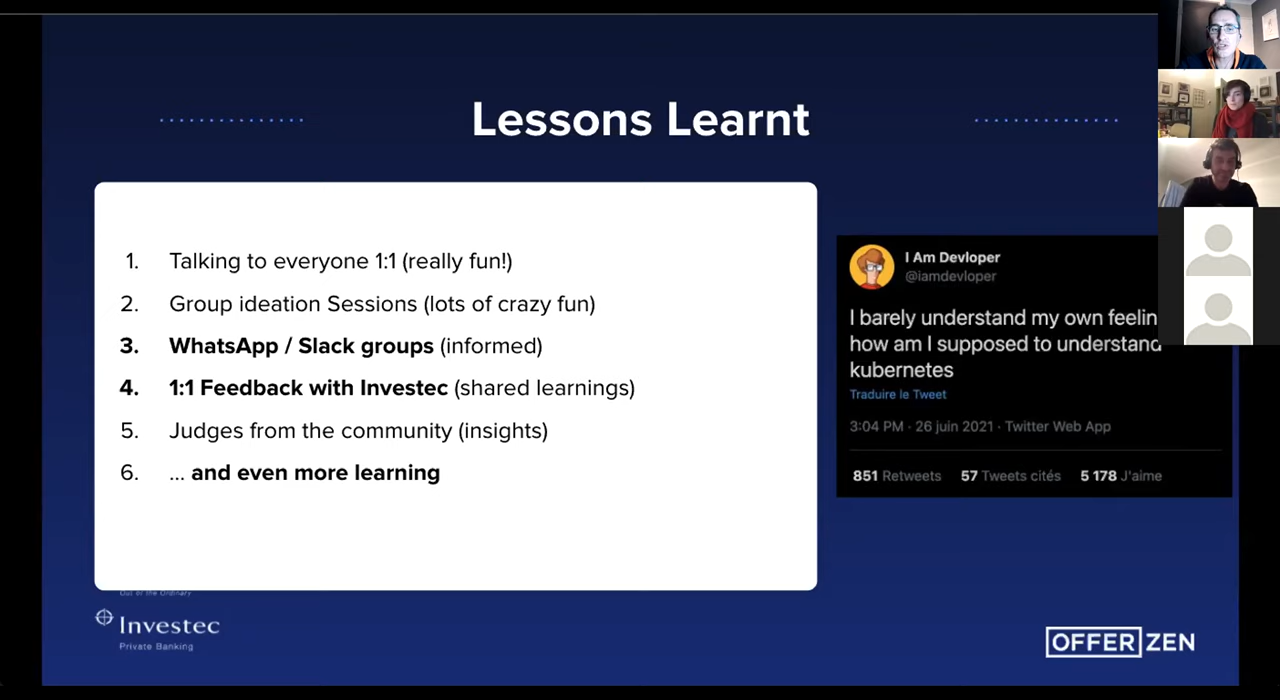 Lessons Learnt
1. Talking to everyone 1:1 (really fun!)
2. Group ideation Sessions (lots of crazy fun)
3. WhatsApp / Slack groups (informed)
4. 1:1 Feedback with Investec (shared learnings)
5. Judges from the community (insights)
6. ... and even more learning
I Am Devloper
@iamdevloper
I barely understand my own feelin
how am I supposed to understand
kubernetes
Traduire le Tweet
3:04 PM · 26 juin 2021 · Twitter Web App
851 Retweets 57 Tweets cités 5 178 J'aime
Out of the Ordinary
Investec
Private Banking
OFFERZEN